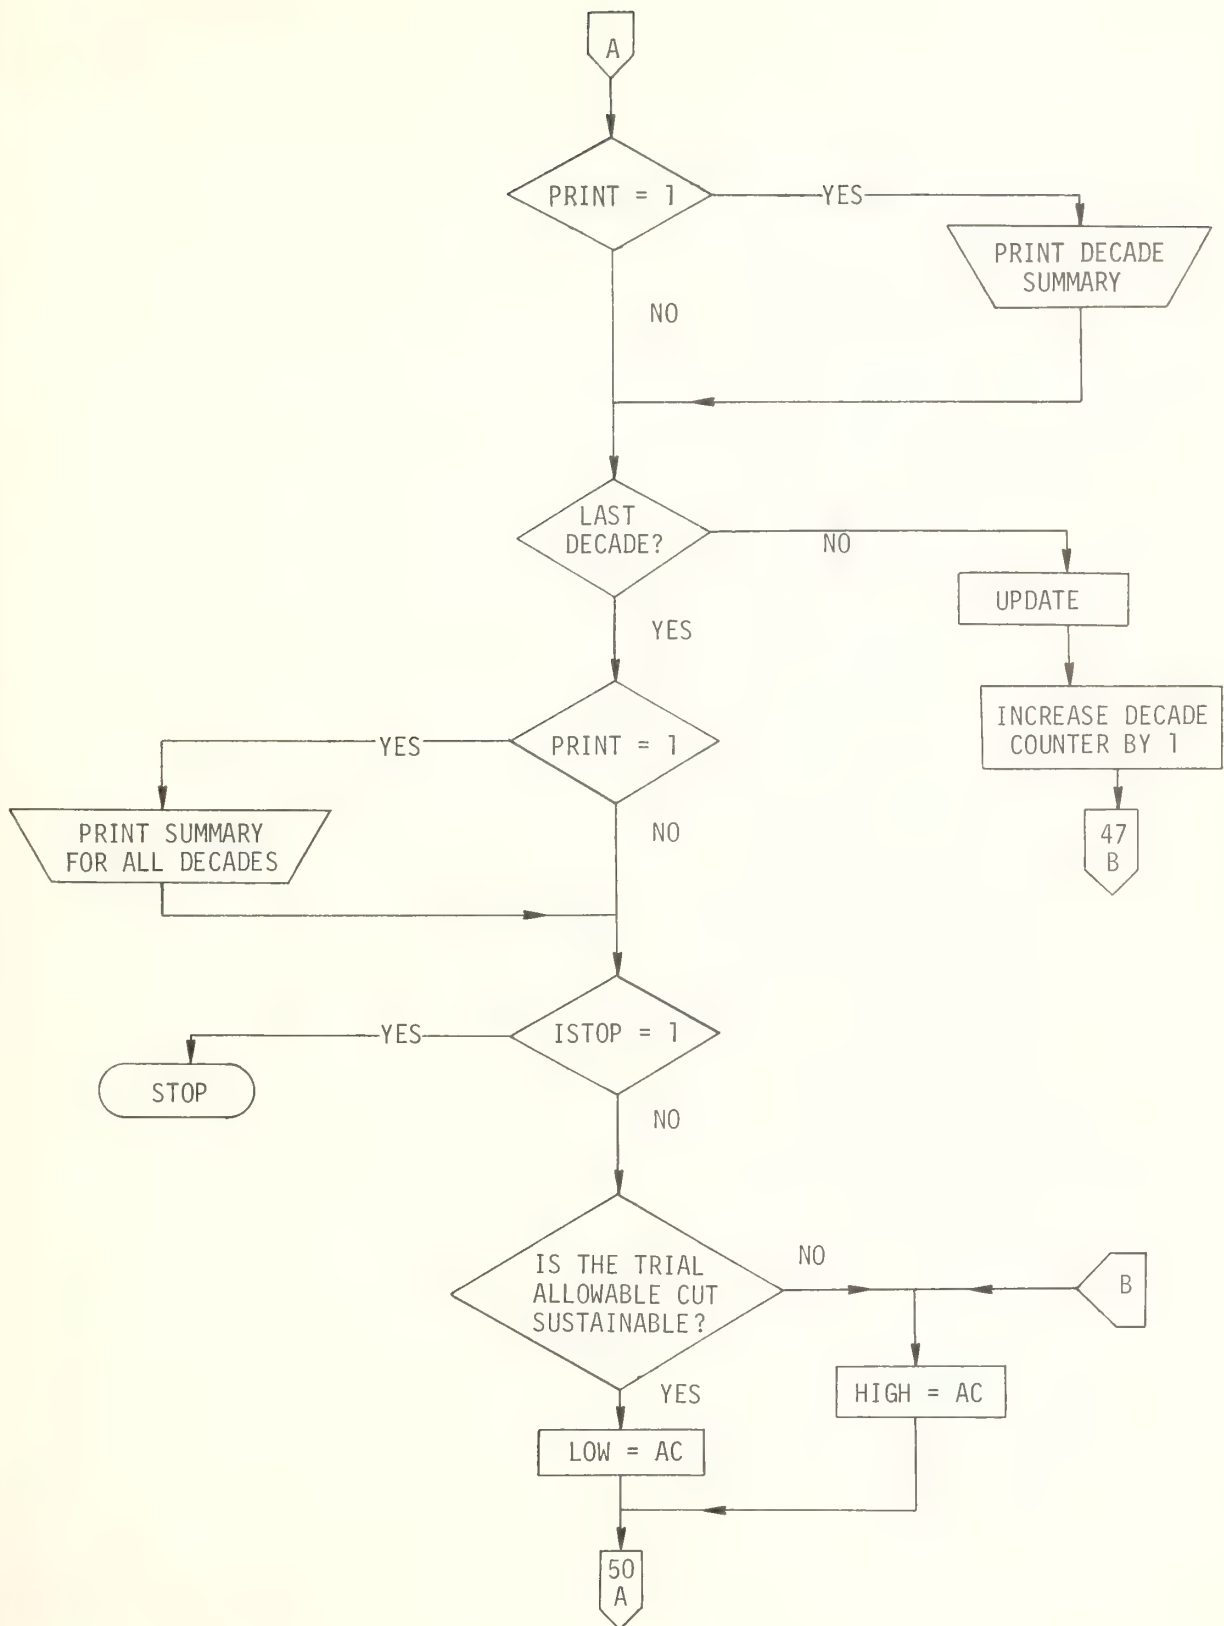 A
PRINT = 1
YES
PRINT DECADE
SUMMARY
NO
LAST
DECADE?
NO
UPDATE
YES
INCREASE DECADE
COUNTER BY 1
PRINT = 1
YES
PRINT SUMMARY
FOR ALL DECADES
NO
47
B
ISTOP = 1
YES
STOP
NO
IS THE TRIAL
ALLOWABLE CUT
SUSTAINABLE?
NO
B
YES
HIGH = AC
LOW = AC
50
A